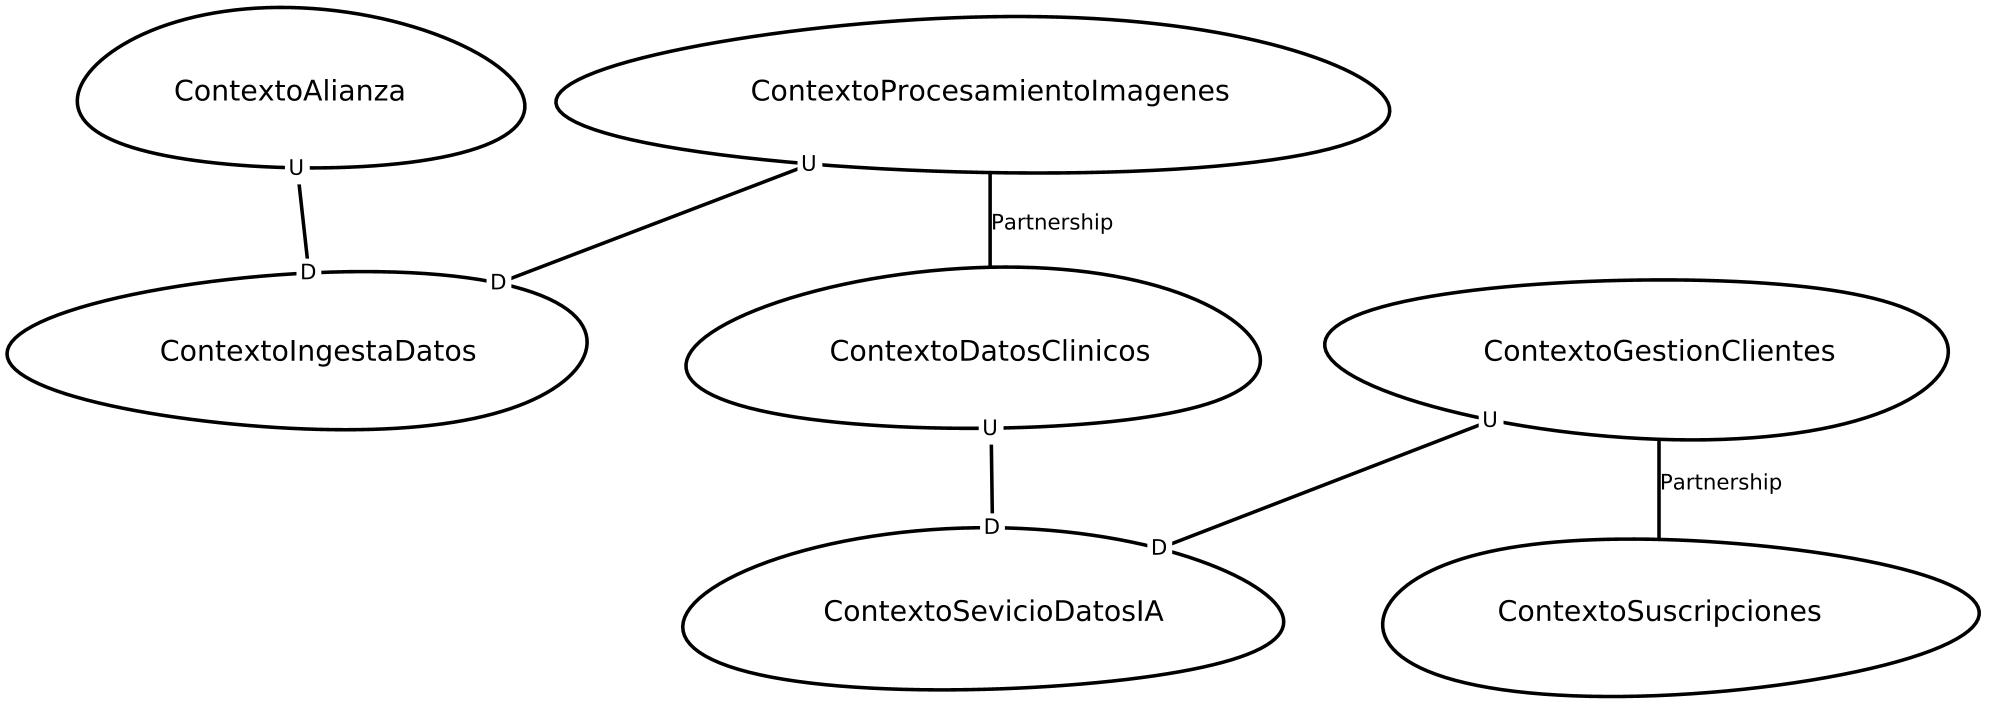 ContextoAlianza
ContextoProcesamientoImagenes
U
U
Partnership
D
D
ContextoIngestaDatos
ContextoDatosClinicos
ContextoGestionClientes
U
U
Partnership
D
D
ContextoSevicioDatosIA
ContextoSuscripciones